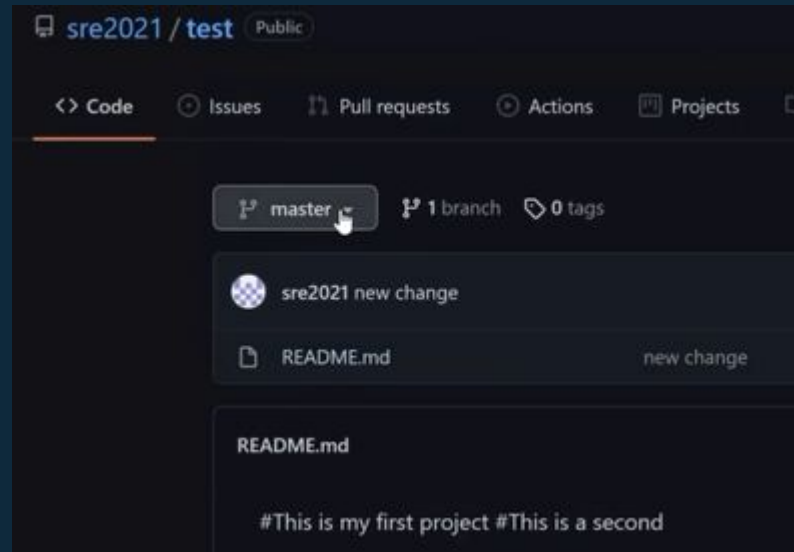 sre2021 / test Public
<> Code Issues Pull requests Actions Projects
master 1 branch 0 tags
sre2021 new change
README.md new change
README.md
#This is my first project #This is a second